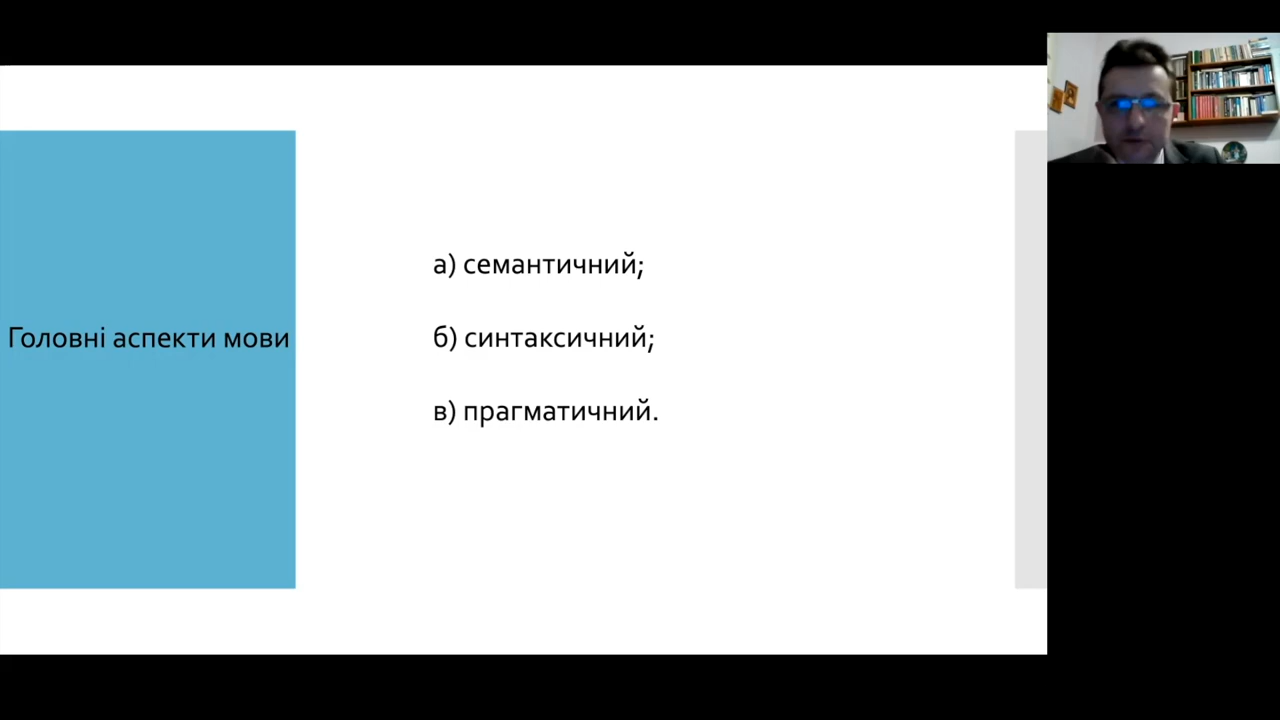 Головні аспекти мови
а) семантичний;
б) синтаксичний;
в) прагматичний.